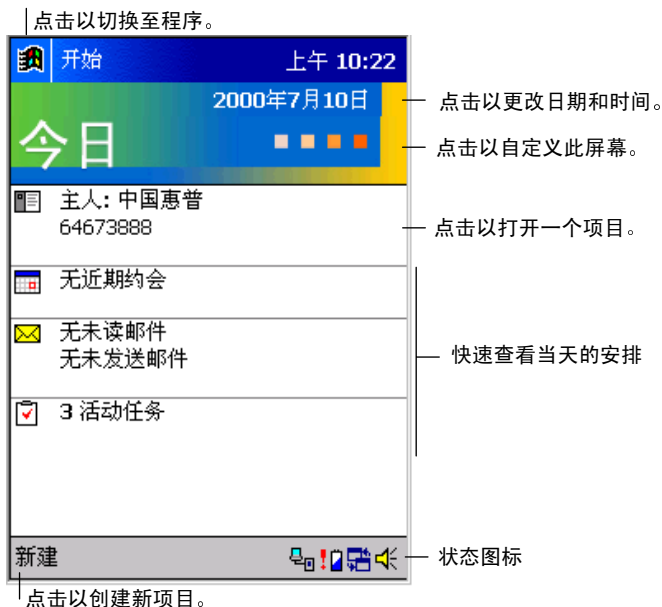 点击以切换至程序。
开始 上午 10:22
2000年7月10日
点击以更改日期和时间。
今日
点击以自定义此屏幕。
主人: 中国惠普
64673888
点击以打开一个项目。
无近期约会
无未读邮件
无未发送邮件
快速查看当天的安排
3 活动任务
新建
状态图标
点击以创建新项目。